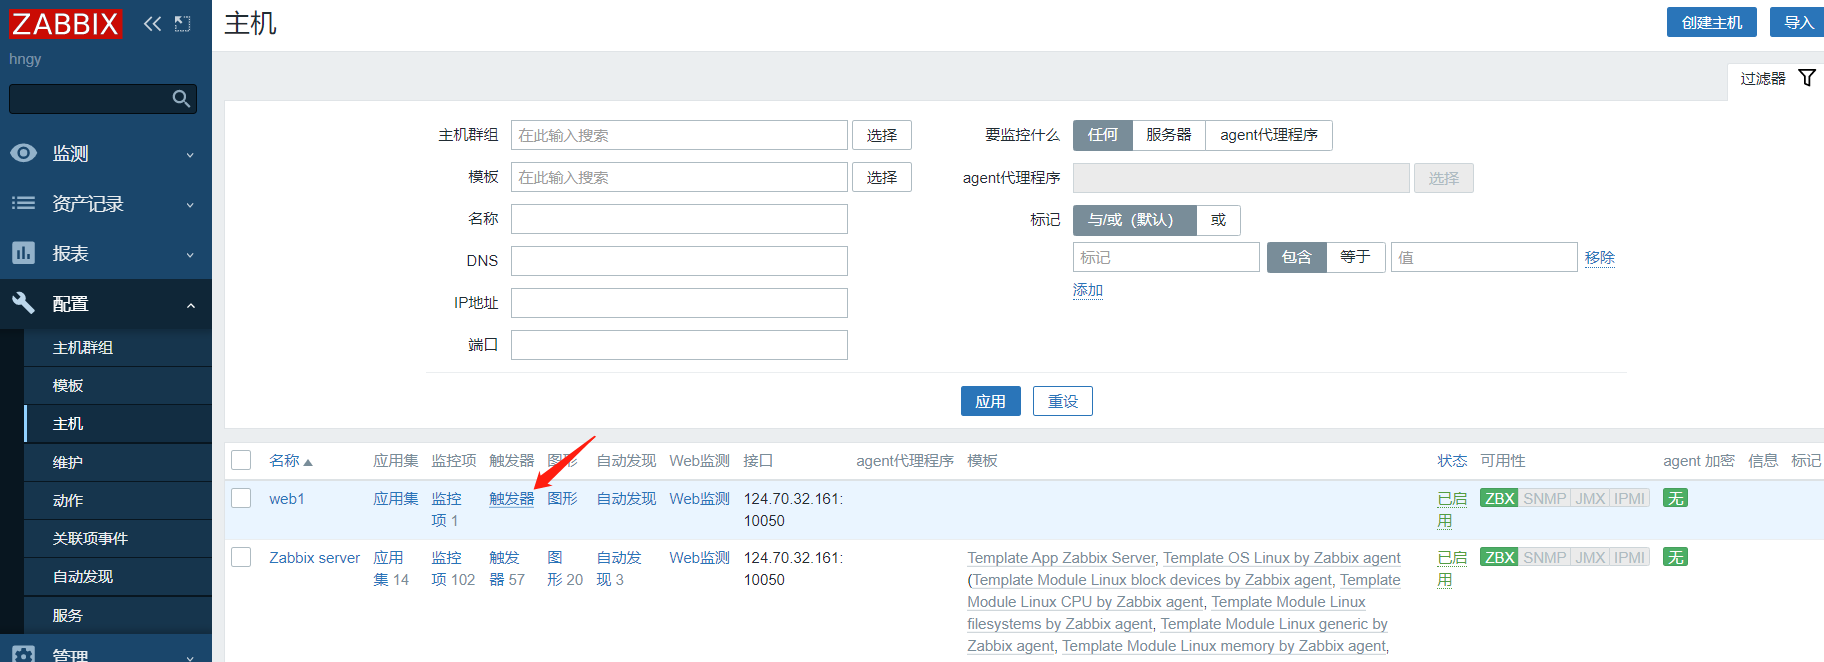 ZABBIX
hngy
监测
资产记录
报表
配置
主机群组
模板
主机
维护
动作
关联项事件
自动发现
服务
管理
主机
创建主机 导入
过滤器
主机群组 在此输入搜索 选择
模板 在此输入搜索 选择
名称
DNS
IP地址
端口
要监控什么 任何 服务器 agent代理程序
agent代理程序 选择
标记 与/或（默认） 或
标记 包含 等于 值 移除
添加
应用 重设
名称 应用集 监控项 触发器 图形 自动发现 Web监测 接口 agent代理程序 模板 状态 可用性 agent 加密 信息 标记
web1 应用集 监控 触发器 图形 自动发现 Web监测 124.70.32.161: 已启 ZBX SNMP JMX IPMI 无
项 1 10050 用
Zabbix server 应用 监控 触发 图 自动发 Web监测 124.70.32.161: Template App Zabbix Server, Template OS Linux by Zabbix agent 已启 ZBX SNMP JMX IPMI 无
集 14 项 102 器 57 形 20 现 3 10050 (Template Module Linux block devices by Zabbix agent, Template 用
Module Linux CPU by Zabbix agent, Template Module Linux
filesystems by Zabbix agent, Template Module Linux generic by
Zabbix agent, Template Module Linux memory by Zabbix agent,